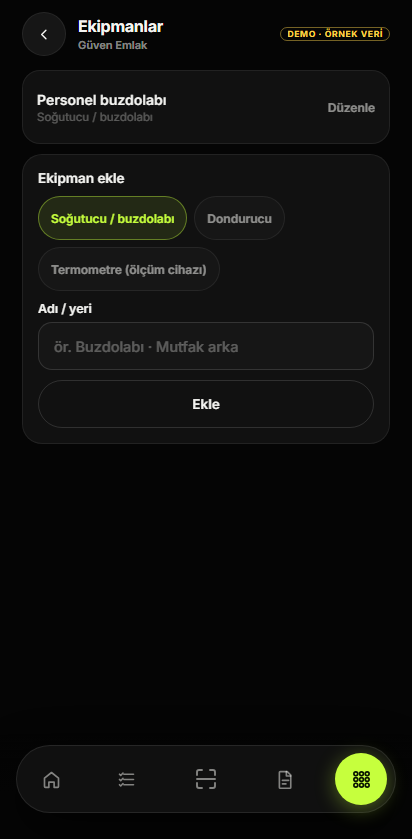 Ekipmanlar
Güven Emlak
DEMO · ÖRNEK VERİ
Personel buzdolabı
Soğutucu / buzdolabı
Düzenle
Ekipman ekle
Soğutucu / buzdolabı
Dondurucu
Termometre (ölçüm cihazı)
Adı / yeri
ör. Buzdolabı · Mutfak arka
Ekle